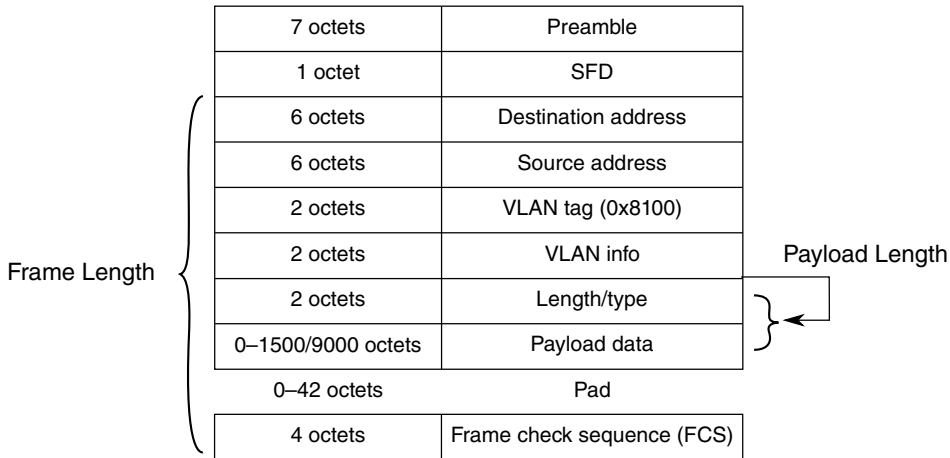 7 octets Preamble
1 octet SFD
6 octets Destination address
6 octets Source address
2 octets VLAN tag (0x8100)
2 octets VLAN info
Frame Length
Payload Length
2 octets Length/type
0–1500/9000 octets Payload data
0–42 octets Pad
4 octets Frame check sequence (FCS)